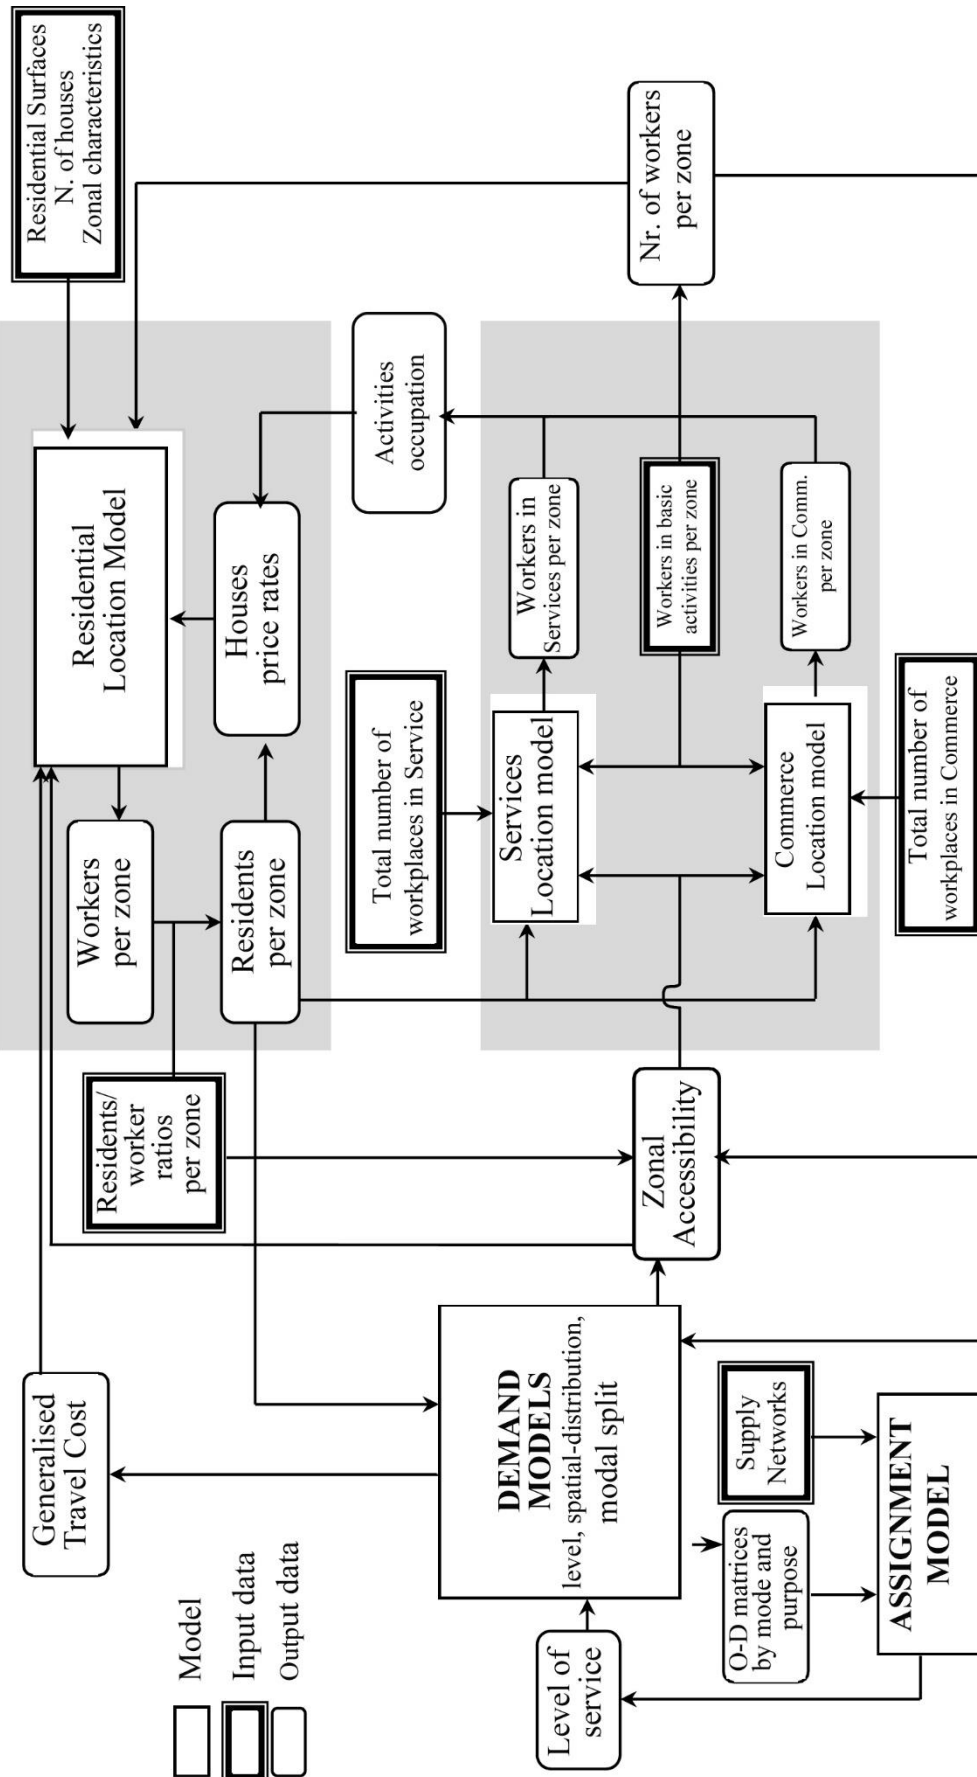 Model
Input data
Output data
Generalised
Travel Cost
Residents/
worker
ratios
per zone
Workers
per zone
Residents
per zone
Residential
Location Model
Houses
price rates
Residential Surfaces
N. of houses
Zonal characteristics
Activities
occupation
Total number of
workplaces in Service
Services
Location model
Workers in
Services per zone
Workers in basic
activities per zone
Commerce
Location model
Workers in Comm.
per zone
Total number of
workplaces in Commerce
Nr. of workers
per zone
Zonal
Accessibility
DEMAND
MODELS
level, spatial-distribution,
modal split
Level of
service
O-D matrices
by mode and
purpose
Supply
Networks
ASSIGNMENT
MODEL